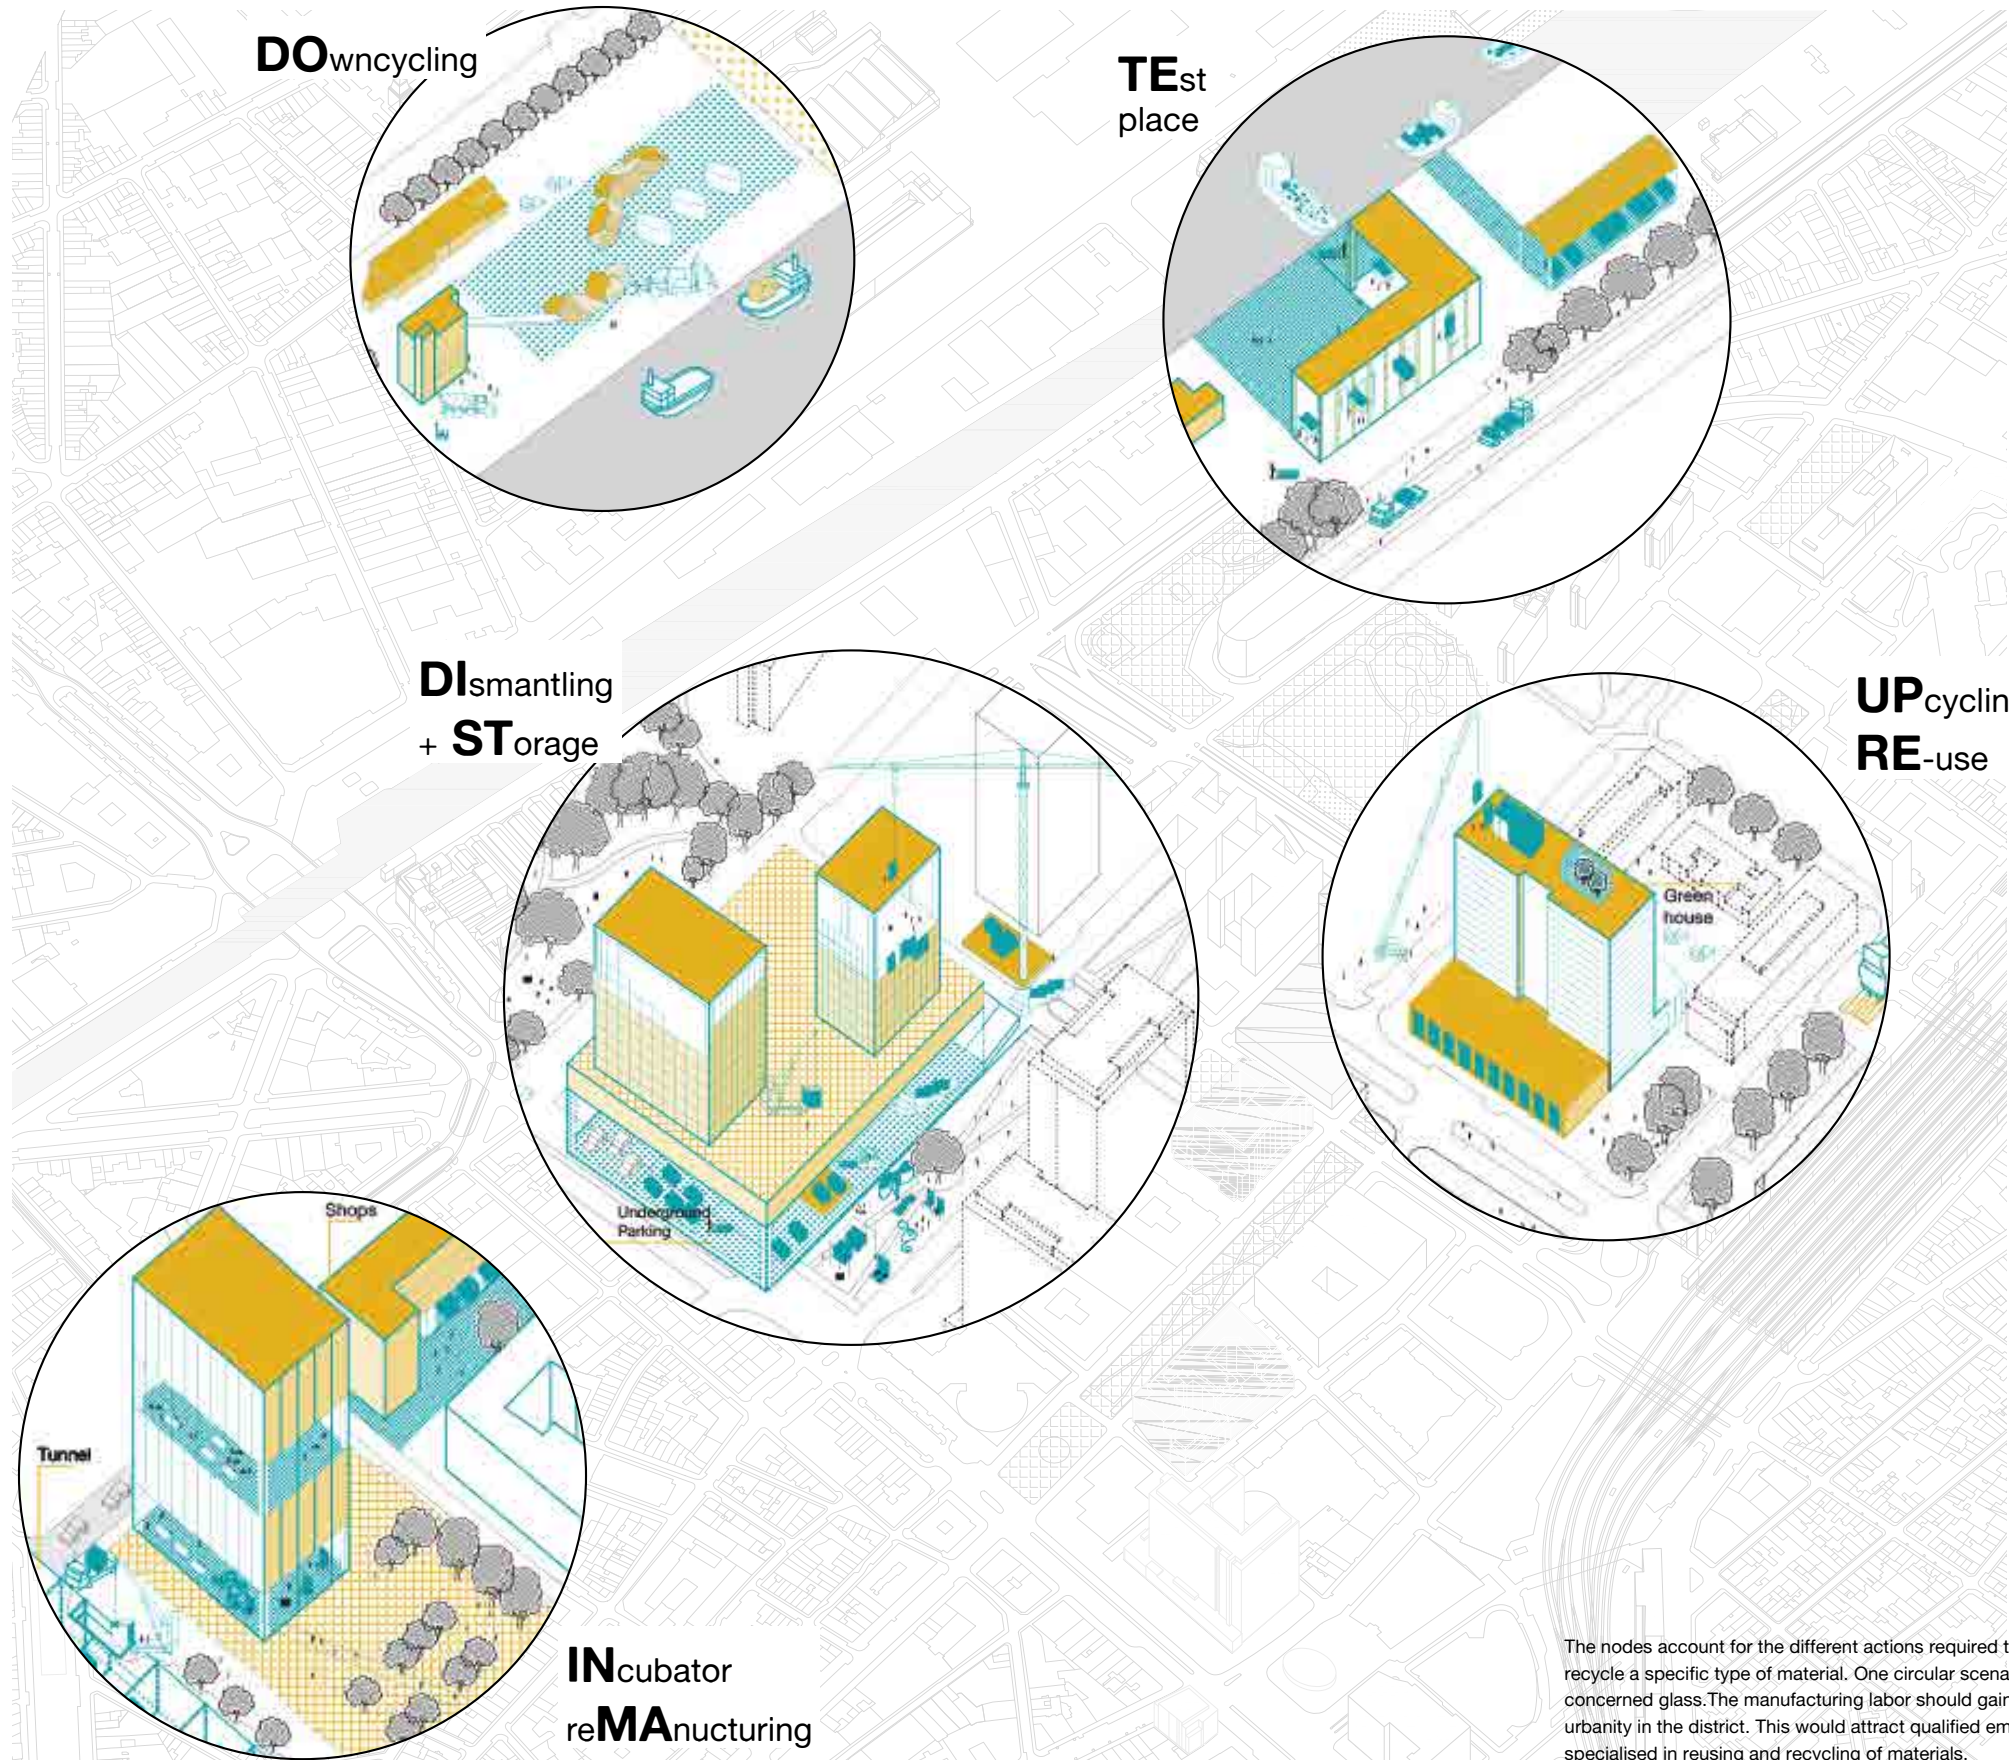 DOwncycling
TEst
place
DIsmantling
+ STorage
UPcyclin
RE-use
Green
house
Underground
Parking
Shops
Tunnel
INcubator
reMAnucturing
The nodes account for the different actions required t
recycle a specific type of material. One circular scena
concerned glass.The manufacturing labor should gain
urbanity in the district. This would attract qualified em
specialised in reusing and recycling of materials.